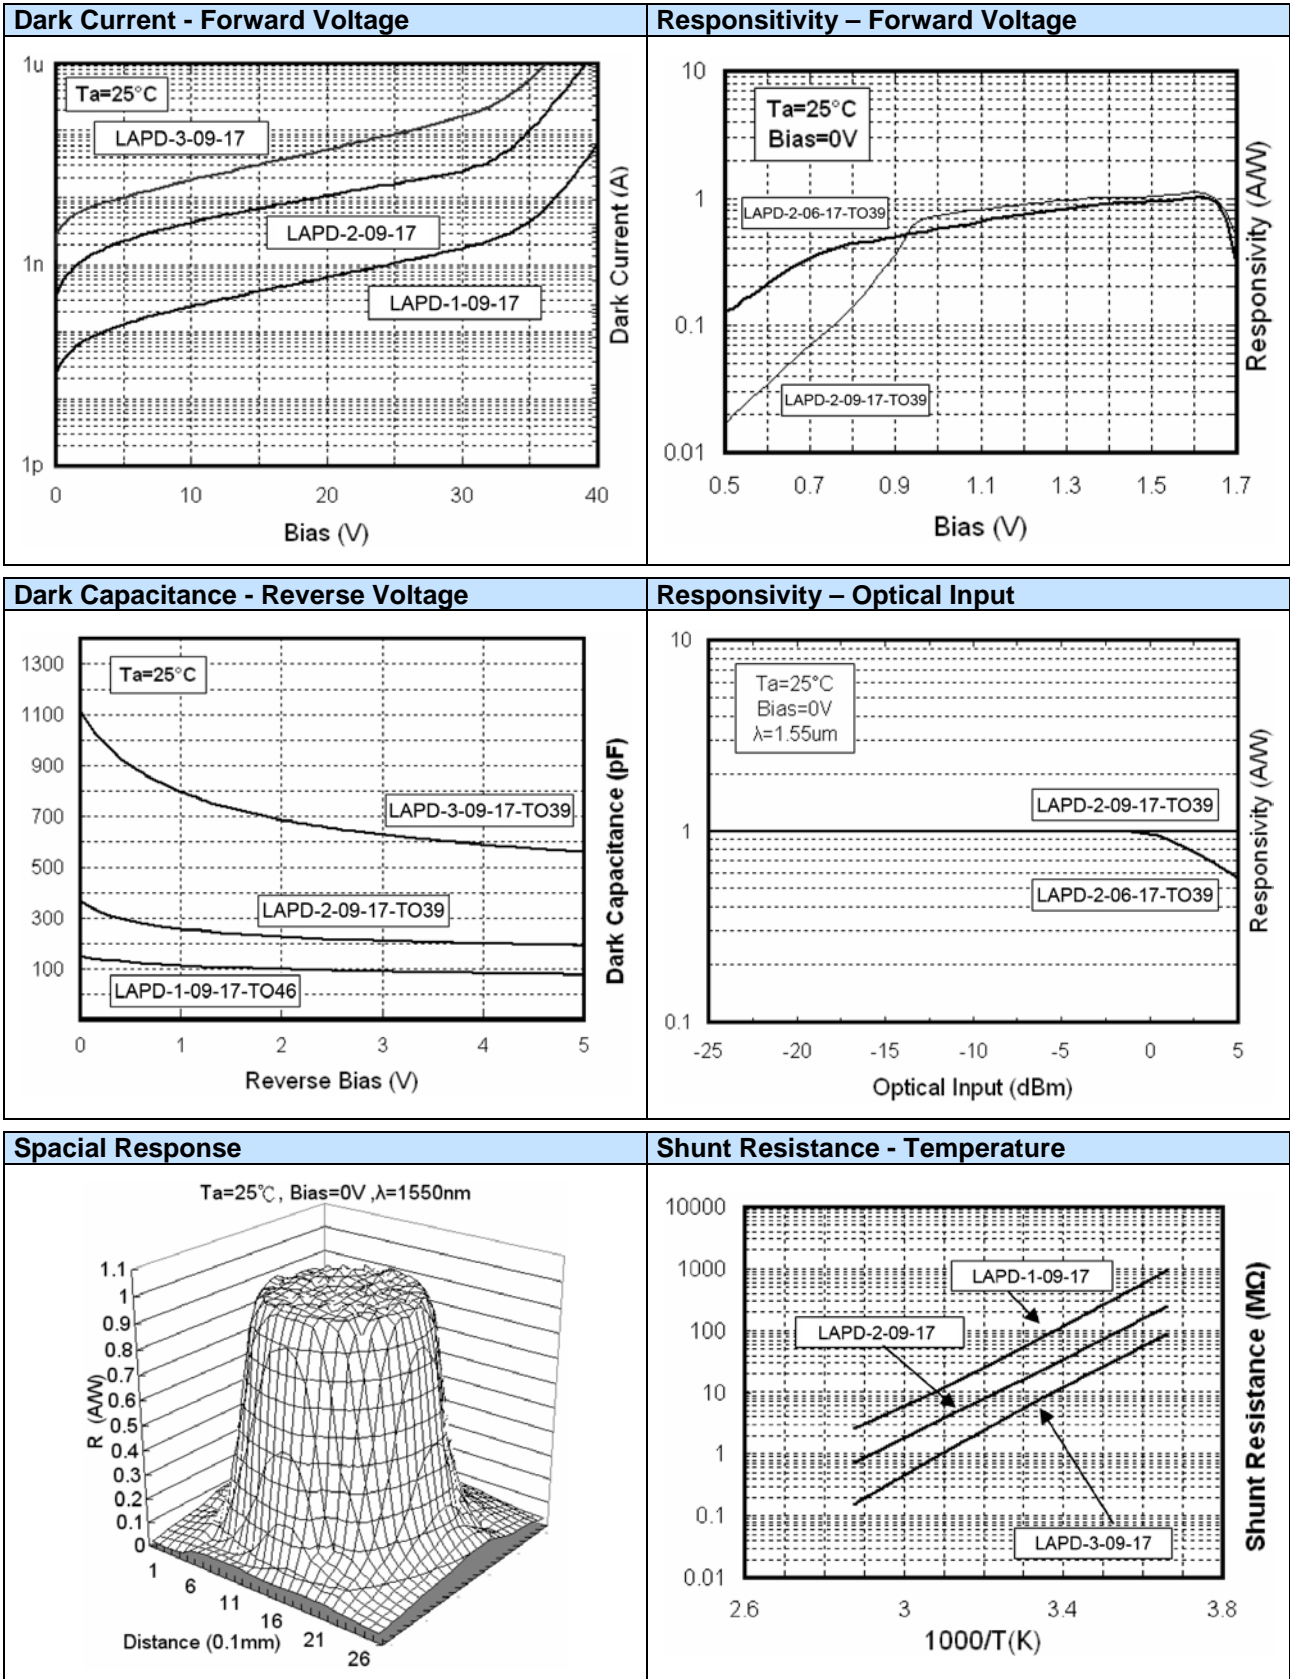 Dark Current - Forward Voltage
Responsitivity – Forward Voltage
1u
Ta=25°C
LAPD-3-09-17
LAPD-2-09-17
1n
LAPD-1-09-17
1p
0 10 20 30 40
Bias (V)
Dark Current (A)
10
Ta=25°C
Bias=0V
1
LAPD-2-06-17-TO39
0.1
LAPD-2-09-17-TO39
0.01
0.5 0.7 0.9 1.1 1.3 1.5 1.7
Bias (V)
Responsivity (A/W)
Dark Capacitance - Reverse Voltage
Responsivity – Optical Input
1300
Ta=25°C
1100
900
700
LAPD-3-09-17-TO39
500
300
LAPD-2-09-17-TO39
100
LAPD-1-09-17-TO46
0 1 2 3 4 5
Reverse Bias (V)
Dark Capacitance (pF)
10
Ta=25°C
Bias=0V
λ=1.55um
LAPD-2-09-17-TO39
1
LAPD-2-06-17-TO39
0.1
-25 -20 -15 -10 -5 0 5
Optical Input (dBm)
Responsivity (A/W)
Spacial Response
Shunt Resistance - Temperature
Ta=25℃, Bias=0V ,λ=1550nm
1.1
1
0.9
0.8
0.7
0.6
0.5
0.4
0.3
0.2
0.1
0
R (A/W)
1
6
11
16
21
26
Distance (0.1mm)
10000
1000
LAPD-1-09-17
100
LAPD-2-09-17
10
1
0.1
LAPD-3-09-17
0.01
2.6 3 3.4 3.8
1000/T(K)
Shunt Resistance (MΩ)